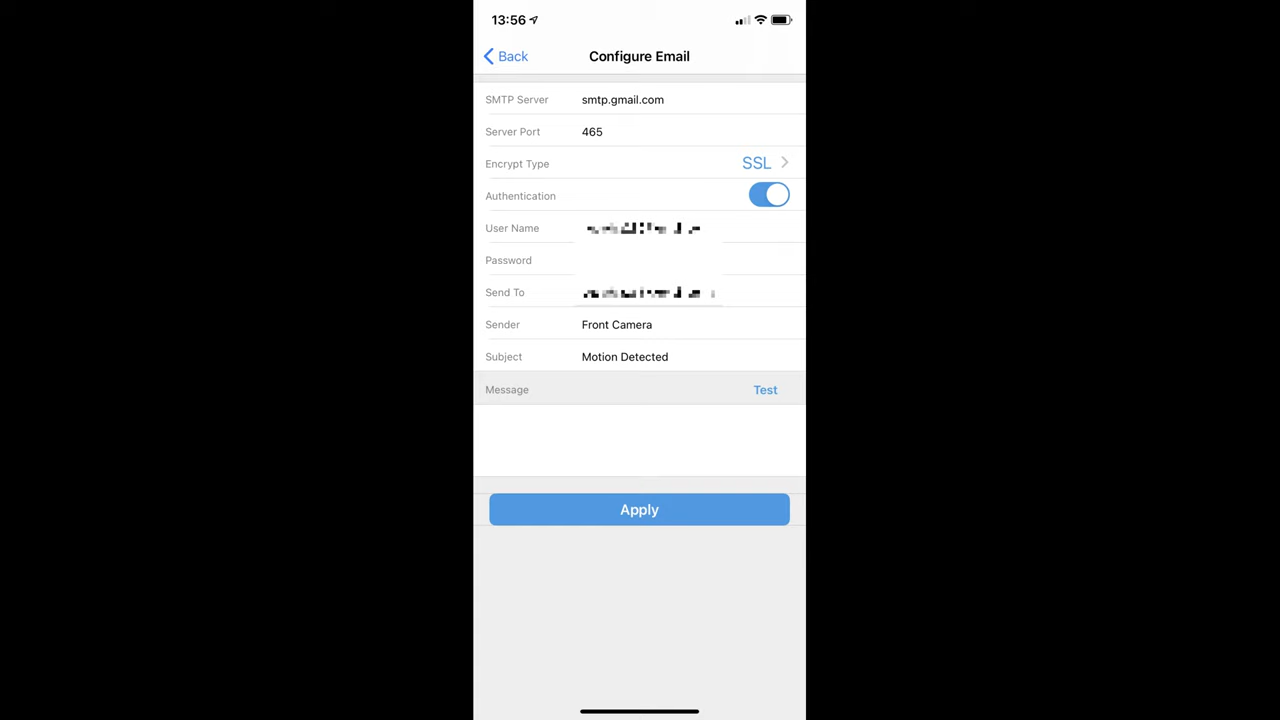 13:56
Back Configure Email
SMTP Server smtp.gmail.com
Server Port 465
Encrypt Type SSL
Authentication
User Name
Password
Send To
Sender Front Camera
Subject Motion Detected
Message Test
Apply